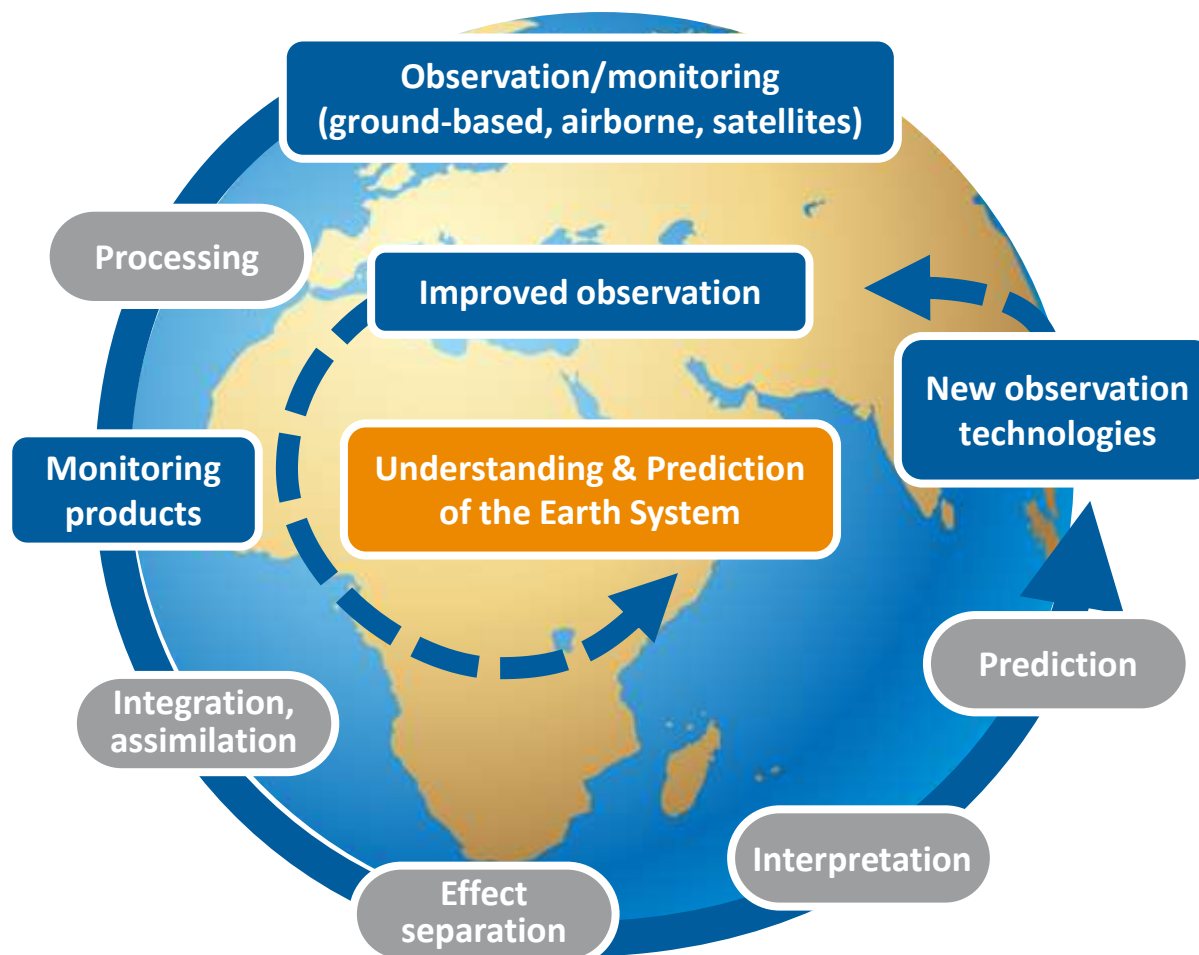 Observation/monitoring
(ground-based, airborne, satellites)
Processing
Improved observation
New observation
technologies
Monitoring
products
Understanding & Prediction
of the Earth System
Prediction
Integration,
assimilation
Interpretation
Effect
separation